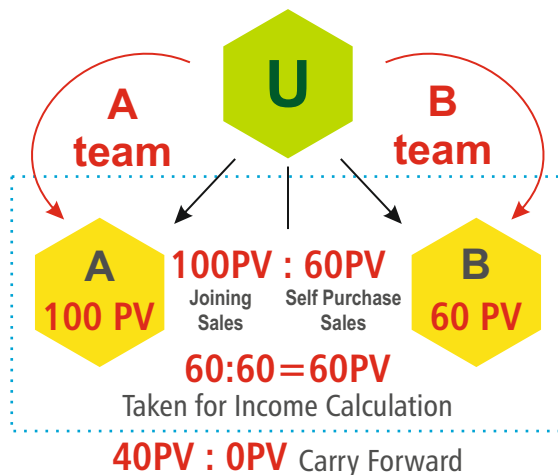 U
A
team
B
team
A
100 PV
100PV : 60PV
Joining
Sales
Self Purchase
Sales
B
60 PV
60:60=60PV
Taken for Income Calculation
40PV : 0PV Carry Forward